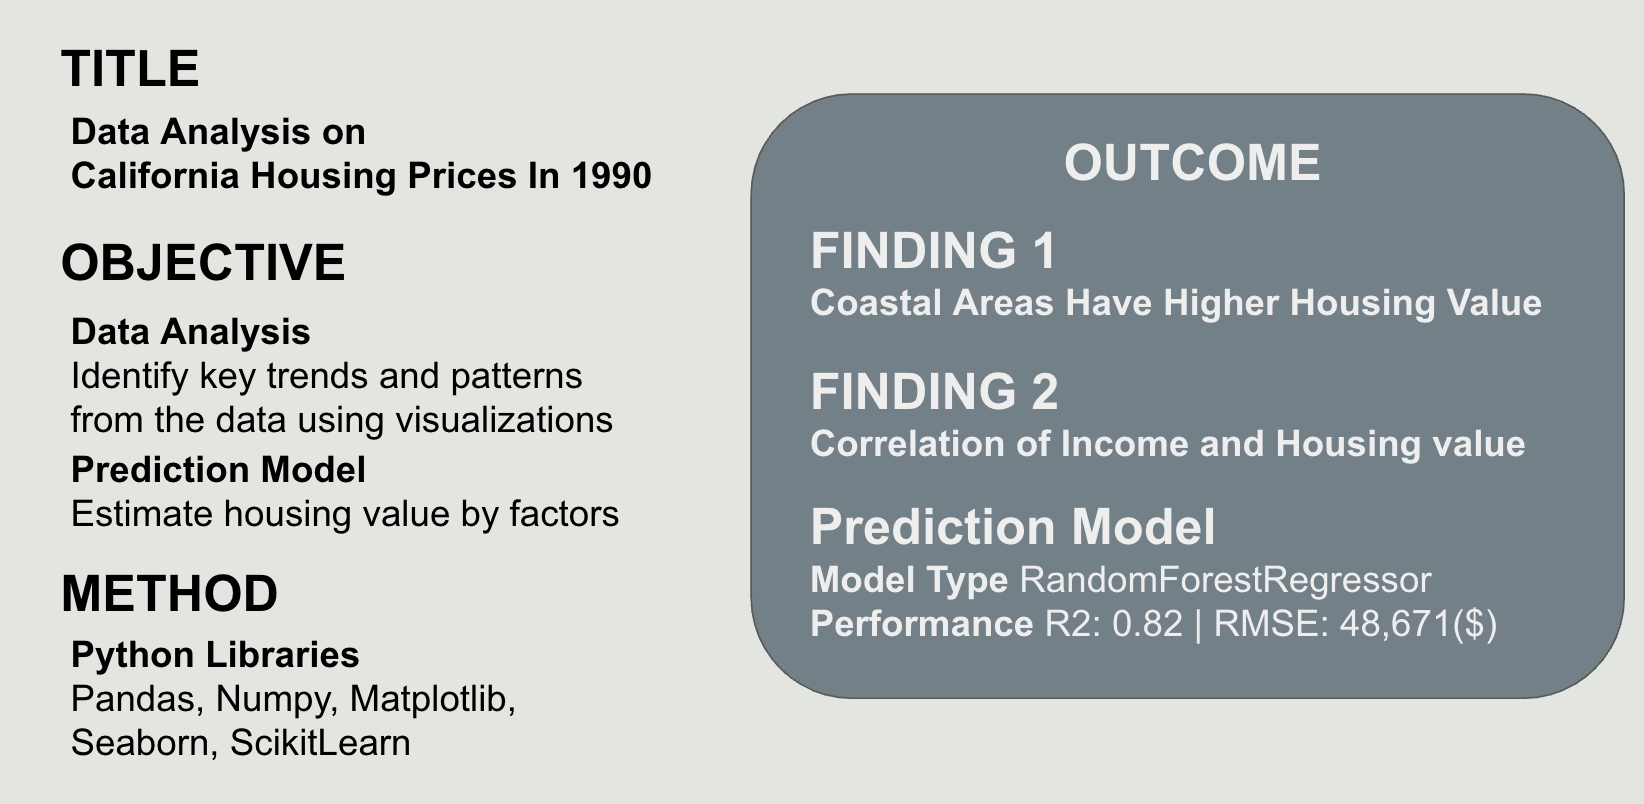 TITLE
Data Analysis on
California Housing Prices In 1990
OBJECTIVE
Data Analysis
Identify key trends and patterns
from the data using visualizations
Prediction Model
Estimate housing value by factors
METHOD
Python Libraries
Pandas, Numpy, Matplotlib,
Seaborn, ScikitLearn
OUTCOME
FINDING 1
Coastal Areas Have Higher Housing Value
FINDING 2
Correlation of Income and Housing value
Prediction Model
Model Type RandomForestRegressor
Performance R2: 0.82 | RMSE: 48,671($)